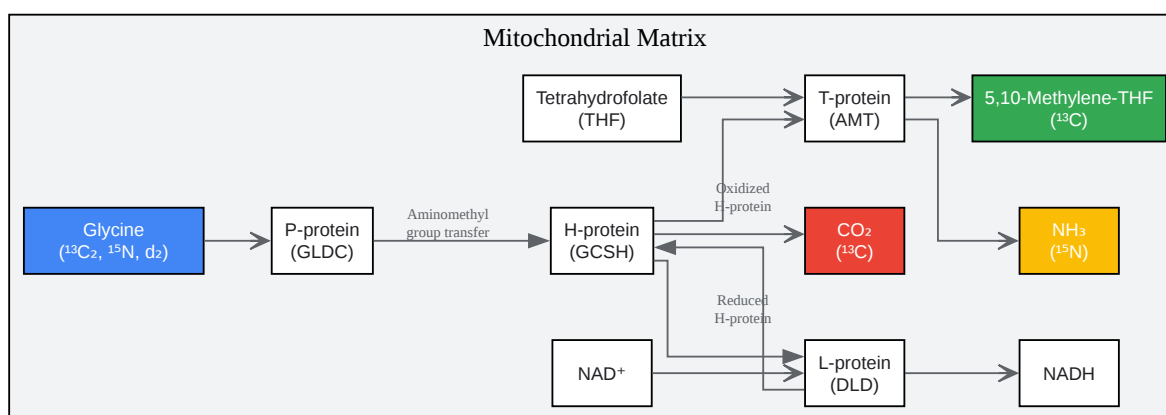 Mitochondrial Matrix
Tetrahydrofolate
(THF)
T-protein
(AMT)
5,10-Methylene-THF
(¹³C)
Oxidized
H-protein
Glycine
(¹³C₂, ¹⁵N, d₂)
P-protein
(GLDC)
Aminomethyl
group transfer
H-protein
(GCSH)
CO₂
(¹³C)
NH₃
(¹⁵N)
Reduced
H-protein
NAD⁺
L-protein
(DLD)
NADH